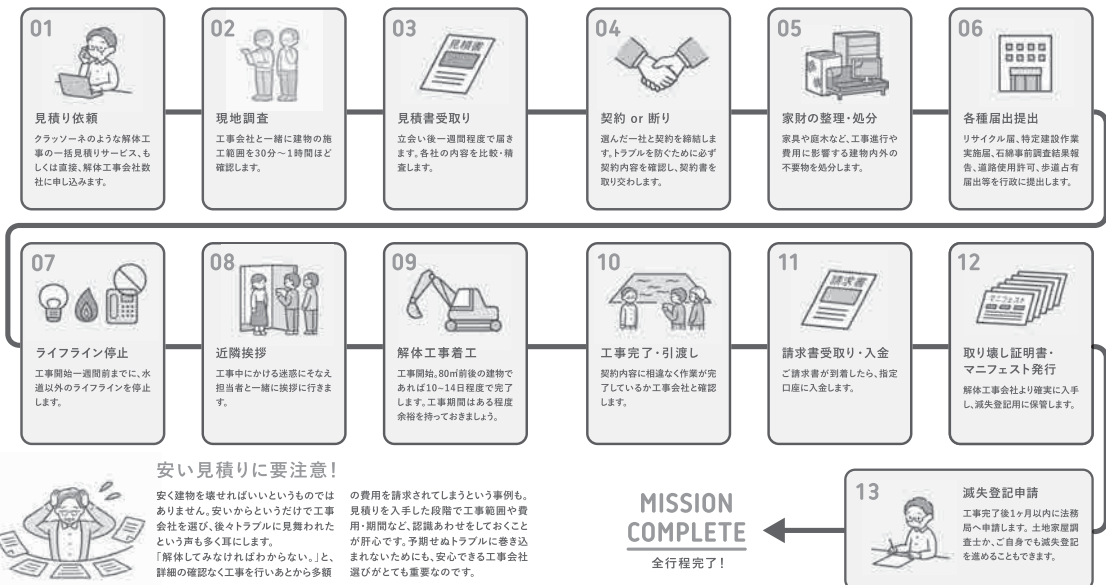 01
見積り依頼
クラッソーネのような解体工
事の一括見積りサービス、も
しくは直接、解体工事会社数
社に申し込みます。
02
現地調査
工事会社と一緒に建物の施
工範囲を30分〜1時間ほど
確認します。
03
見積書
見積書受取り
立会い後一週間程度で届き
ます。各社の内容を比較・精
査します。
04
契約 or 断り
選んだ一社と契約を締結しま
す。トラブルを防ぐために必ず
契約内容を確認し、契約書を
取り交わします。
05
家財の整理・処分
家具や庭木など、工事進行や
費用に影響する建物内外の
不要物を処分します。
06
各種届出提出
リサイクル届、特定建設作業
実施届、石綿事前調査結果報
告、道路使用許可、歩道占有
届出等を行政に提出します。
07
ライフライン停止
工事開始一週間前までに、水
道以外のライフラインを停止
します。
08
近隣挨拶
工事中にかける迷惑にそなえ
担当者と一緒に挨拶に行きま
す。
09
解体工事着工
工事開始。80㎡前後の建物で
あれば10~14日程度で完了
します。工事期間はある程度
余裕を持っておきましょう。
10
工事完了・引渡し
契約内容に相違なく作業が完
了しているか工事会社と確認
します。
11
請求書
請求書受取り・入金
ご請求書が到着したら、指定
口座に入金します。
12
マニフェスト
取り壊し証明書・
マニフェスト発行
解体工事会社より確実に入手
し、滅失登記用に保管します。
13
滅失登記申請
工事完了後1ヶ月以内に法務
局へ申請します。土地家屋調
査士か、ご自身でも滅失登記
を進めることもできます。
MISSION
COMPLETE
全行程完了!
安い見積りに要注意!
安く建物を壊せればいいというものでは
ありません。安いからというだけで工事
会社を選び、後々トラブルに見舞われた
という声も多く耳にします。
「解体してみなければわからない。」と、
詳細の確認なく工事を行いあとから多額
の費用を請求されてしまうという事例も。
見積りを入手した段階で工事範囲や費
用・期間など、認識あわせをしておくこと
が肝心です。予期せぬトラブルに巻き込
まれないためにも、安心できる工事会社
選びがとても重要なのです。